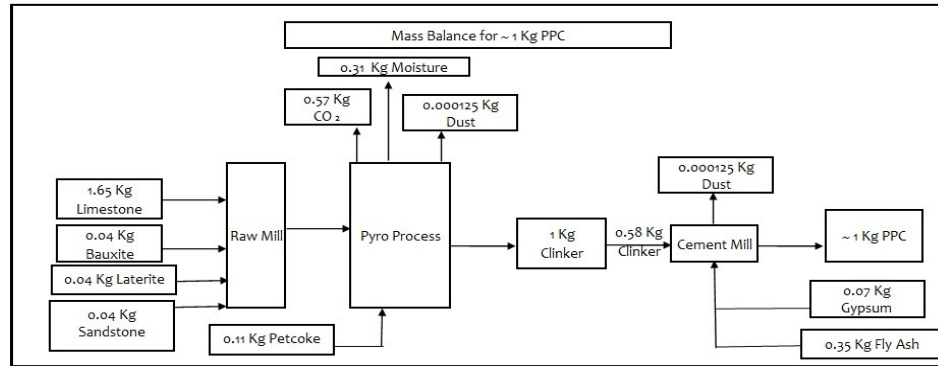 Mass Balance for ~ 1 Kg PPC
0.31 Kg Moisture
0.57 Kg
CO 2
0.000125 Kg
Dust
0.000125 Kg
Dust
1.65 Kg
Limestone
0.04 Kg
Bauxite
0.04 Kg Laterite
0.04 Kg
Sandstone
Raw Mill
Pyro Process
0.11 Kg Petcoke
1 Kg
Clinker
0.58 Kg
Clinker
Cement Mill
~ 1 Kg PPC
0.07 Kg
Gypsum
0.35 Kg Fly Ash